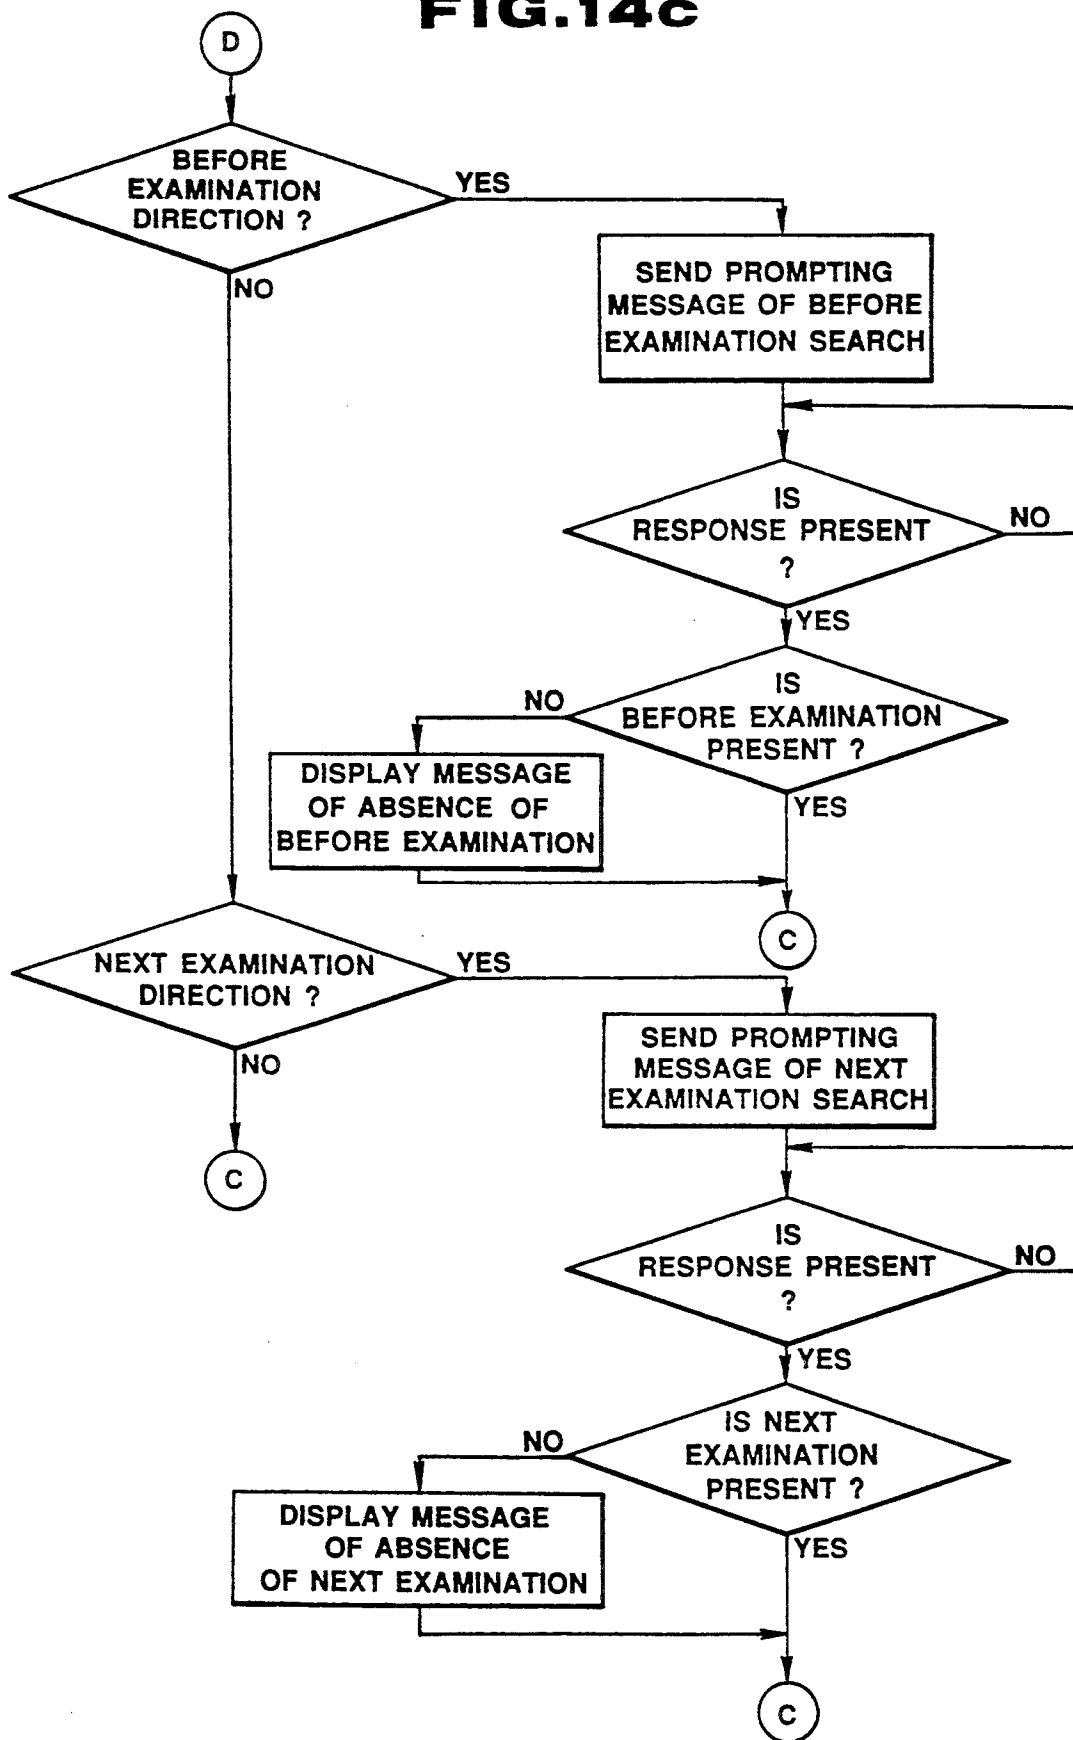 FIG.14c
D
BEFORE
EXAMINATION
DIRECTION ?
YES
NO
SEND PROMPTING
MESSAGE OF BEFORE
EXAMINATION SEARCH
IS
RESPONSE PRESENT
?
NO
YES
IS
BEFORE EXAMINATION
PRESENT ?
NO
YES
DISPLAY MESSAGE
OF ABSENCE OF
BEFORE EXAMINATION
C
NEXT EXAMINATION
DIRECTION ?
YES
NO
C
SEND PROMPTING
MESSAGE OF NEXT
EXAMINATION SEARCH
IS
RESPONSE PRESENT
?
NO
YES
IS NEXT
EXAMINATION
PRESENT ?
NO
YES
DISPLAY MESSAGE
OF ABSENCE
OF NEXT EXAMINATION
C